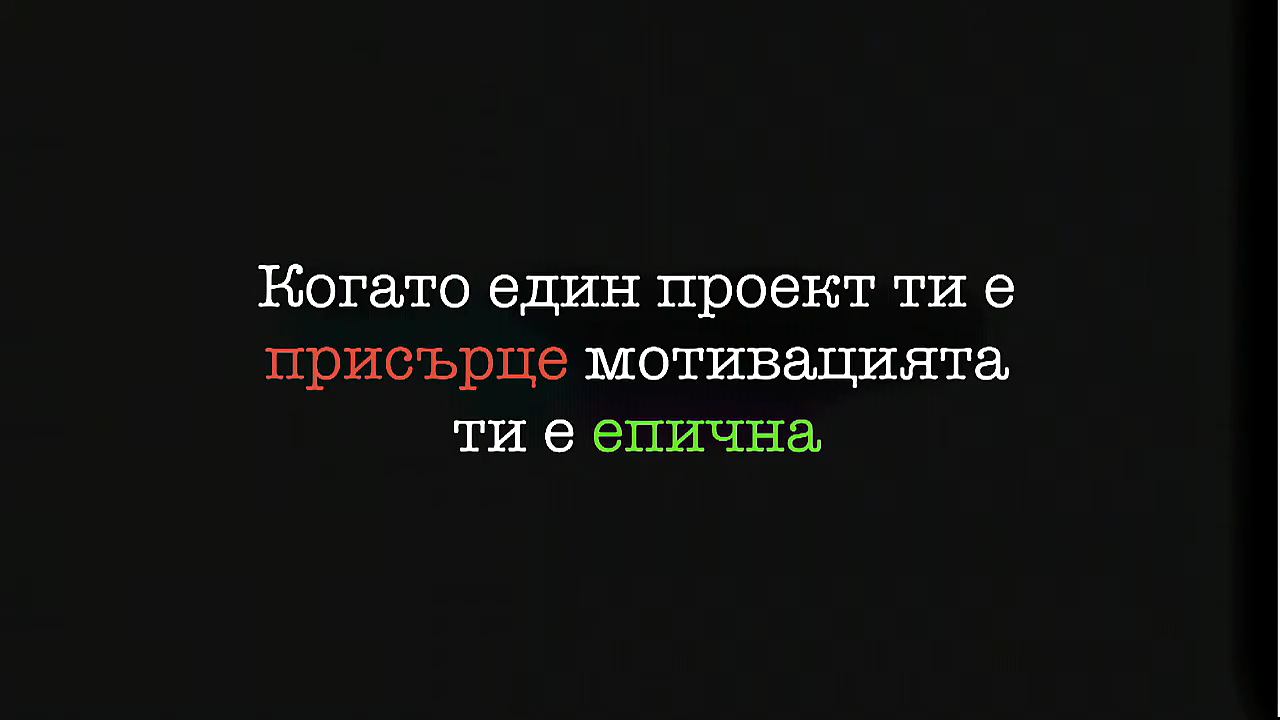 Когато един проект ти е
присърце мотивацията
ти е епична